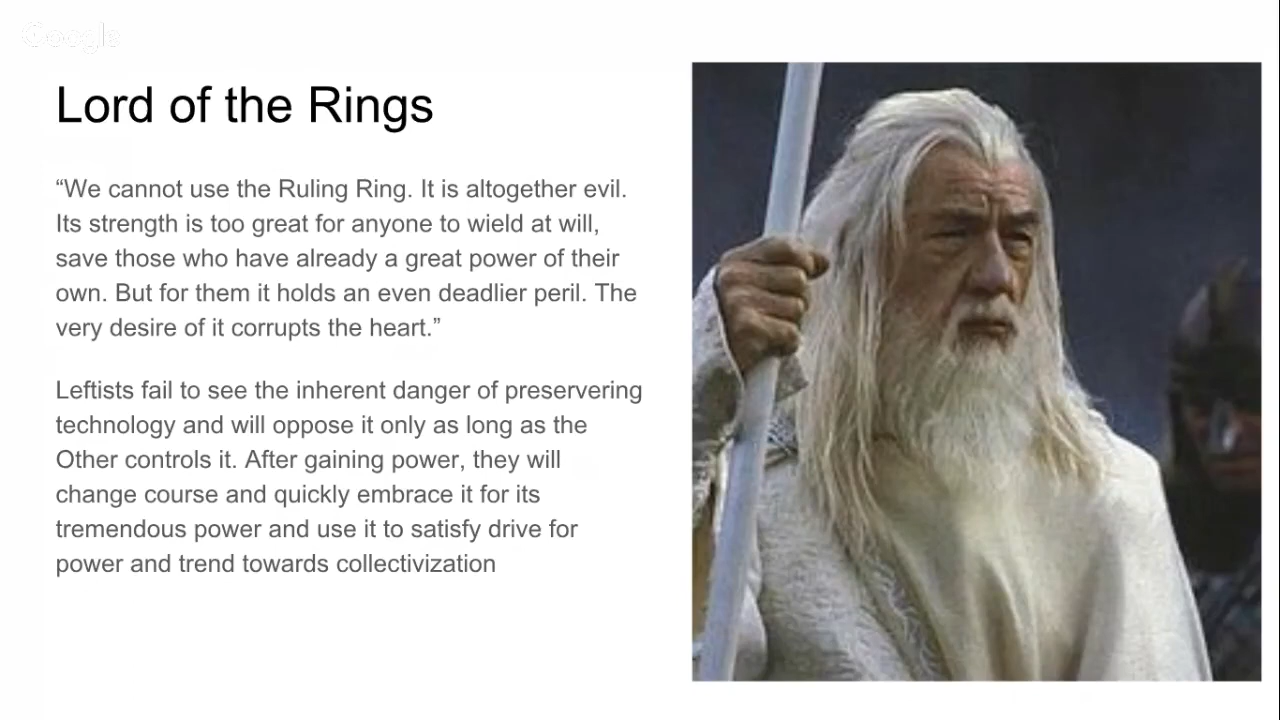 Google
Lord of the Rings
“We cannot use the Ruling Ring. It is altogether evil.
Its strength is too great for anyone to wield at will,
save those who have already a great power of their
own. But for them it holds an even deadlier peril. The
very desire of it corrupts the heart.”
Leftists fail to see the inherent danger of preservering
technology and will oppose it only as long as the
Other controls it. After gaining power, they will
change course and quickly embrace it for its
tremendous power and use it to satisfy drive for
power and trend towards collectivization